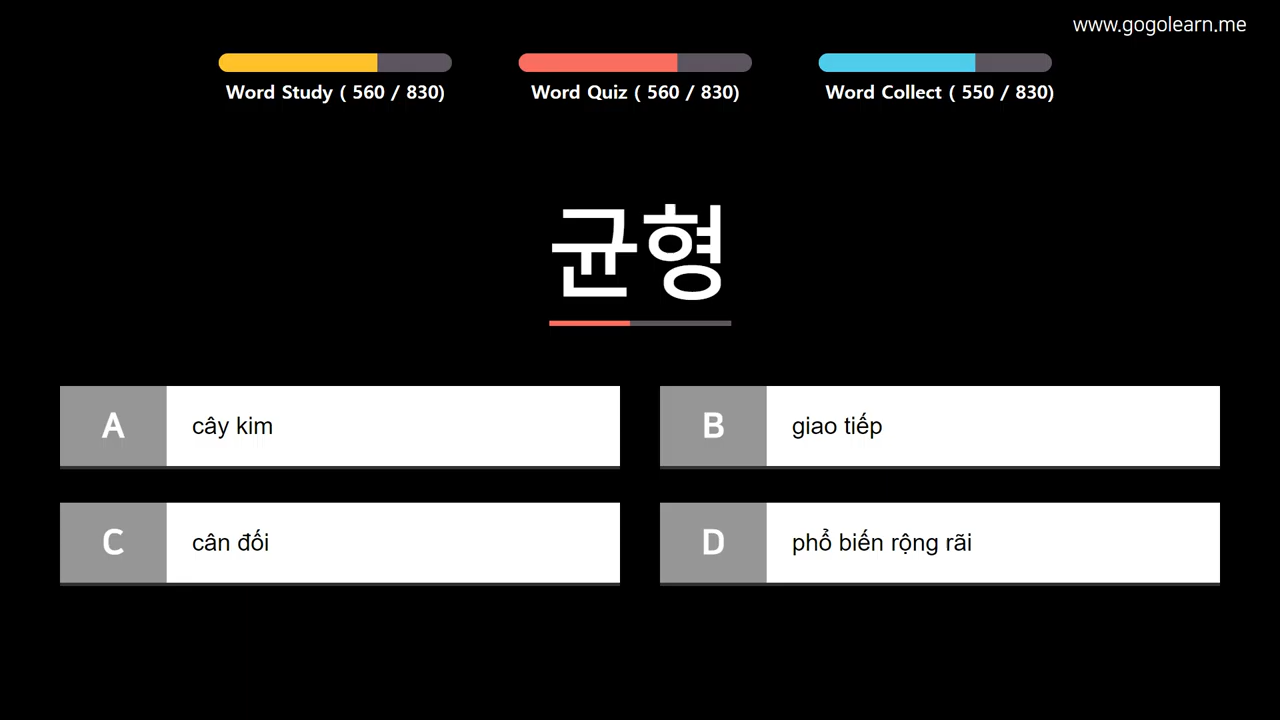 www.gogolearn.me
Word Study ( 560 / 830)
Word Quiz ( 560 / 830)
Word Collect ( 550 / 830)
균형
A cây kim
B giao tiếp
C cân đối
D phổ biến rộng rãi